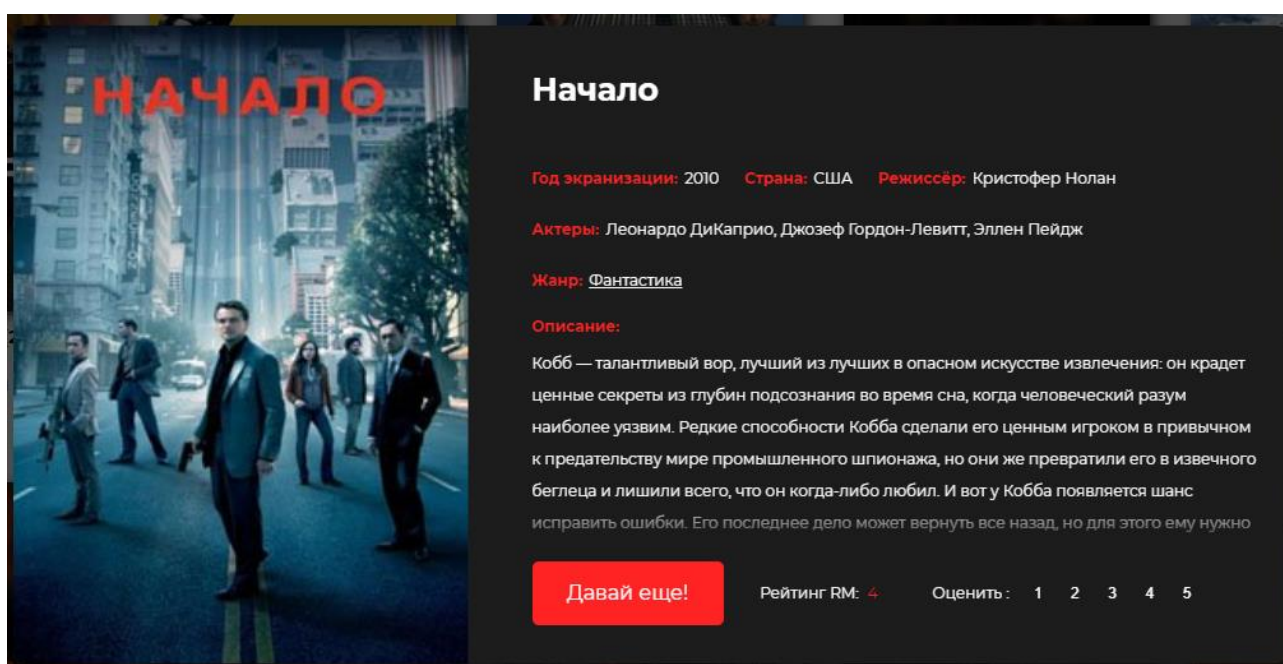 НАЧАЛО
Начало
Год экранизации: 2010 Страна: США Режиссёр: Кристофер Нолан
Актеры: Леонардо ДиКаприо, Джозеф Гордон-Левитт, Эллен Пейдж
Жанр: Фантастика
Описание:
Кобб — талантливый вор, лучший из лучших в опасном искусстве извлечения: он крадет
ценные секреты из глубин подсознания во время сна, когда человеческий разум
наиболее уязвим. Редкие способности Кобба сделали его ценным игроком в привычном
к предательству мире промышленного шпионажа, но они же превратили его в извечного
беглеца и лишили всего, что он когда-либо любил. И вот у Кобба появляется шанс
исправить ошибки. Его последнее дело может вернуть все назад, но для этого ему нужно
Давай еще! Рейтинг RM: 4 Оценить : 1 2 3 4 5